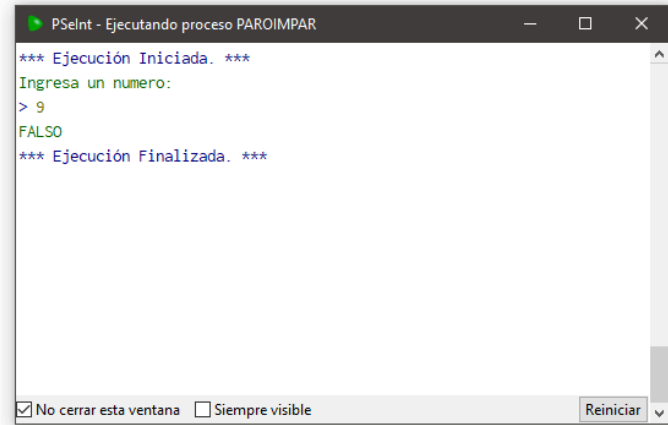 PSeInt - Ejecutando proceso PAROIMPAR
*** Ejecución Iniciada. ***
Ingresa un numero:
> 9
FALSO
*** Ejecución Finalizada. ***
No cerrar esta ventana Siempre visible Reiniciar